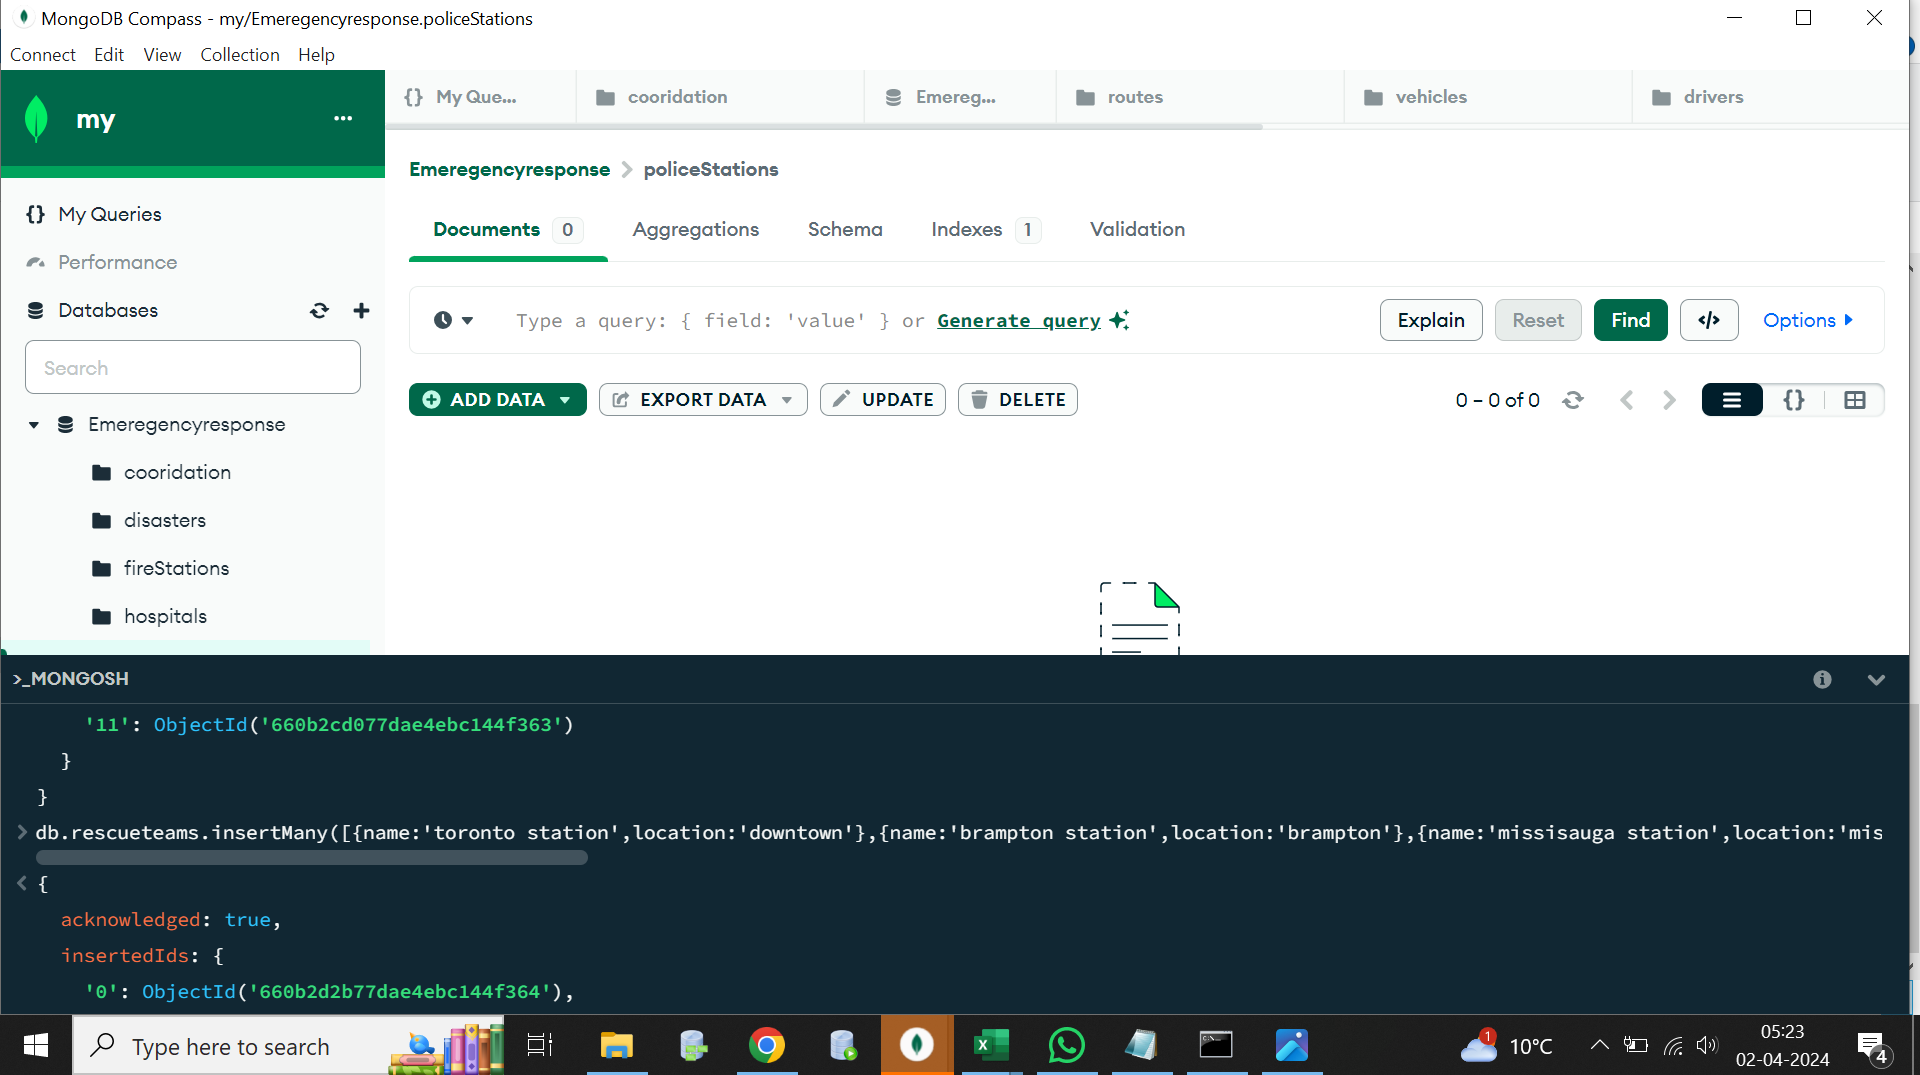 MongoDB Compass - my/Emeregencyresponse.policeStations
Connect Edit View Collection Help
my ...
{} My Que... cooridation Emereg... routes vehicles drivers
Emeregencyresponse > policeStations
{} My Queries
Performance
Databases
Search
Emeregencyresponse
cooridation
disasters
fireStations
hospitals
Documents 0 Aggregations Schema Indexes 1 Validation
Type a query: { field: 'value' } or Generate query
Explain Reset Find </> Options
ADD DATA EXPORT DATA UPDATE DELETE
0 – 0 of 0 {}
>_MONGOSH
'11': ObjectId('660b2cd077dae4ebc144f363')
}
}
> db.rescueteams.insertMany([{name:'toronto station',location:'downtown'},{name:'brampton station',location:'brampton'},{name:'missisauga station',location:'mis
< {
acknowledged: true,
insertedIds: {
'0': ObjectId('660b2d2b77dae4ebc144f364'),
Type here to search
1 10°C
05:23
02-04-2024
4